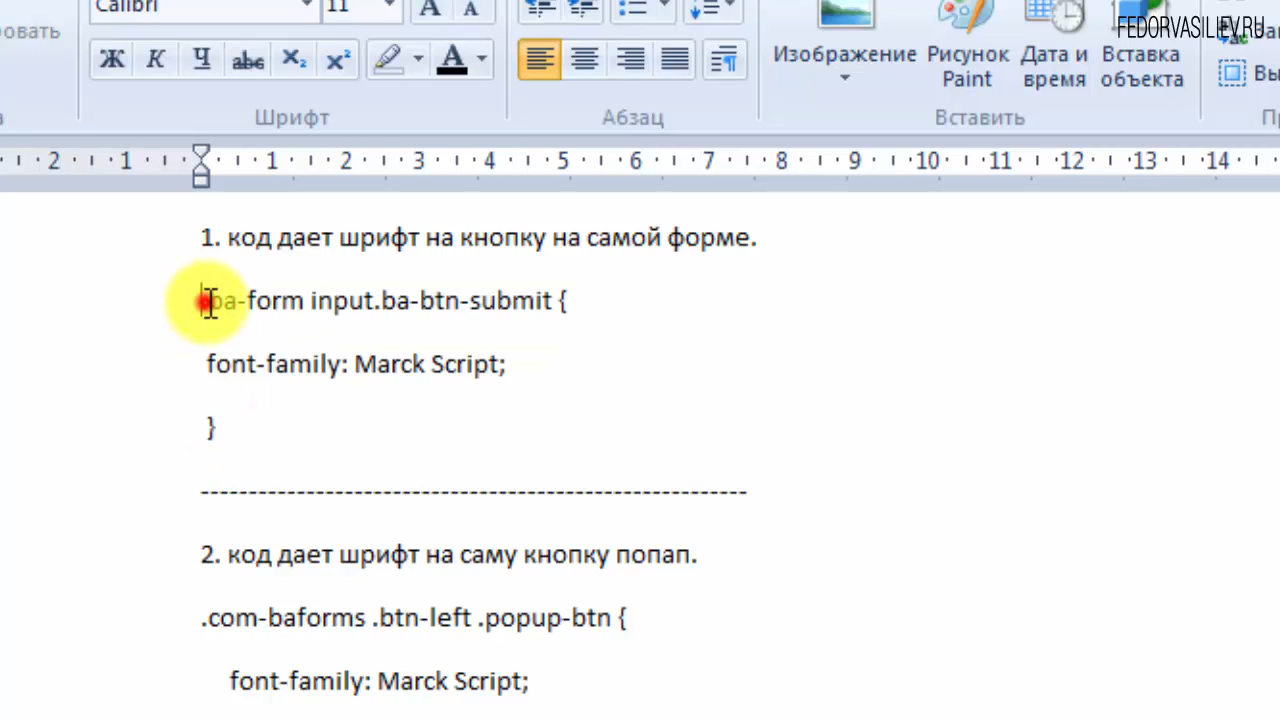 Calibri 11 A A
овать
FEDORVASILIEV.RU
Ж К Ч abc X₂ X² A
Изображение
Рисунок Paint
Дата и время
Вставка объекта
Вы
Шрифт
Абзац
Вставить
2 1 1 2 3 4 5 6 7 8 9 10 11 12 13 14
1. код дает шрифт на кнопку на самой форме.
ba-form input.ba-btn-submit {
font-family: Marck Script;
}
---------------------------------------------------------
2. код дает шрифт на саму кнопку попап.
.com-baforms .btn-left .popup-btn {
font-family: Marck Script;